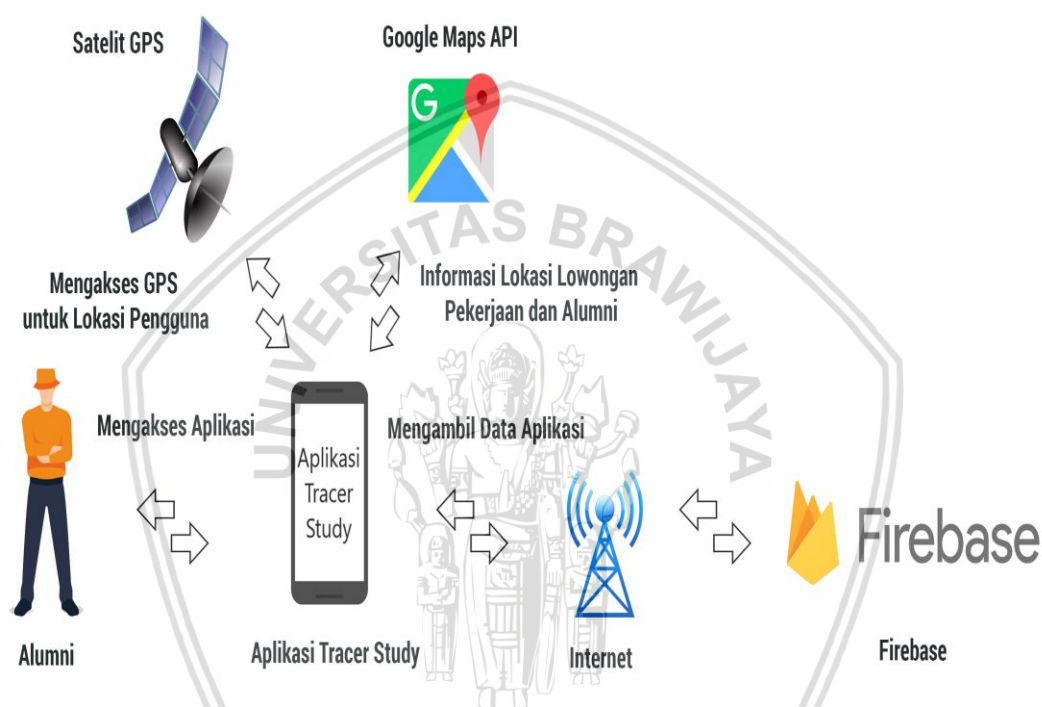 Satelit GPS
Google Maps API
G
UNIVERSITAS BRAWIJAYA
Mengakses GPS
untuk Lokasi Pengguna
Informasi Lokasi Lowongan
Pekerjaan dan Alumni
Mengakses Aplikasi
Mengambil Data Aplikasi
Aplikasi
Tracer
Study
Firebase
Alumni
Aplikasi Tracer Study
Internet
Firebase